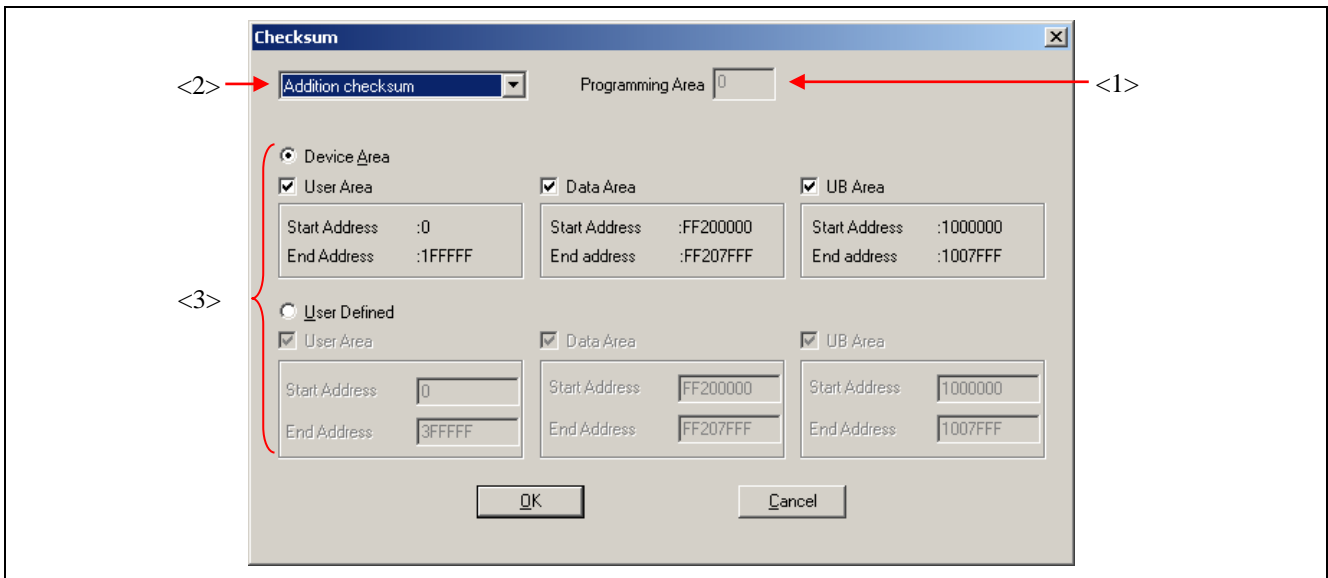 Checksum
<2> Addition checksum Programming Area 0 <1>
Device Area
User Area Data Area UB Area
Start Address :0 Start Address :FF200000 Start Address :1000000
End Address :1FFFFF End address :FF207FFF End address :1007FFF
<3>
User Defined
User Area Data Area UB Area
Start Address 0 Start Address FF200000 Start Address 1000000
End Address 3FFFFF End Address FF207FFF End Address 1007FFF
OK Cancel